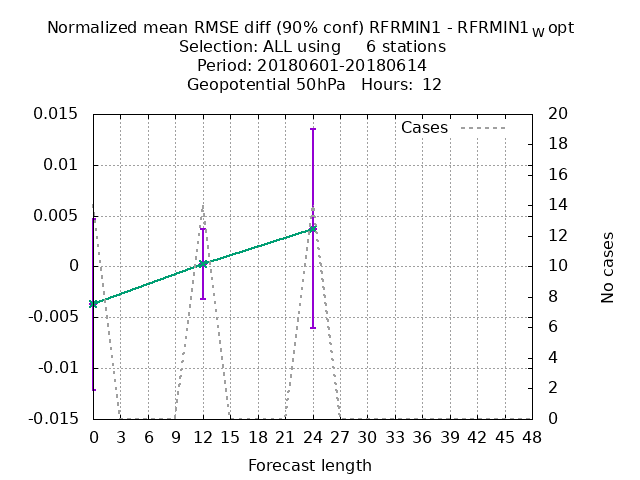 Normalized mean RMSE diff (90% conf) RFRMIN1 - RFRMIN1 W opt
Selection: ALL using     6 stations
Period: 20180601-20180614
Geopotential 50hPa   Hours:  12
Cases
0.015
0.01
0.005
0
-0.005
-0.01
-0.015
20
18
16
14
12
10
8
6
4
2
0
No cases
0 3 6 9 12 15 18 21 24 27 30 33 36 39 42 45 48
Forecast length